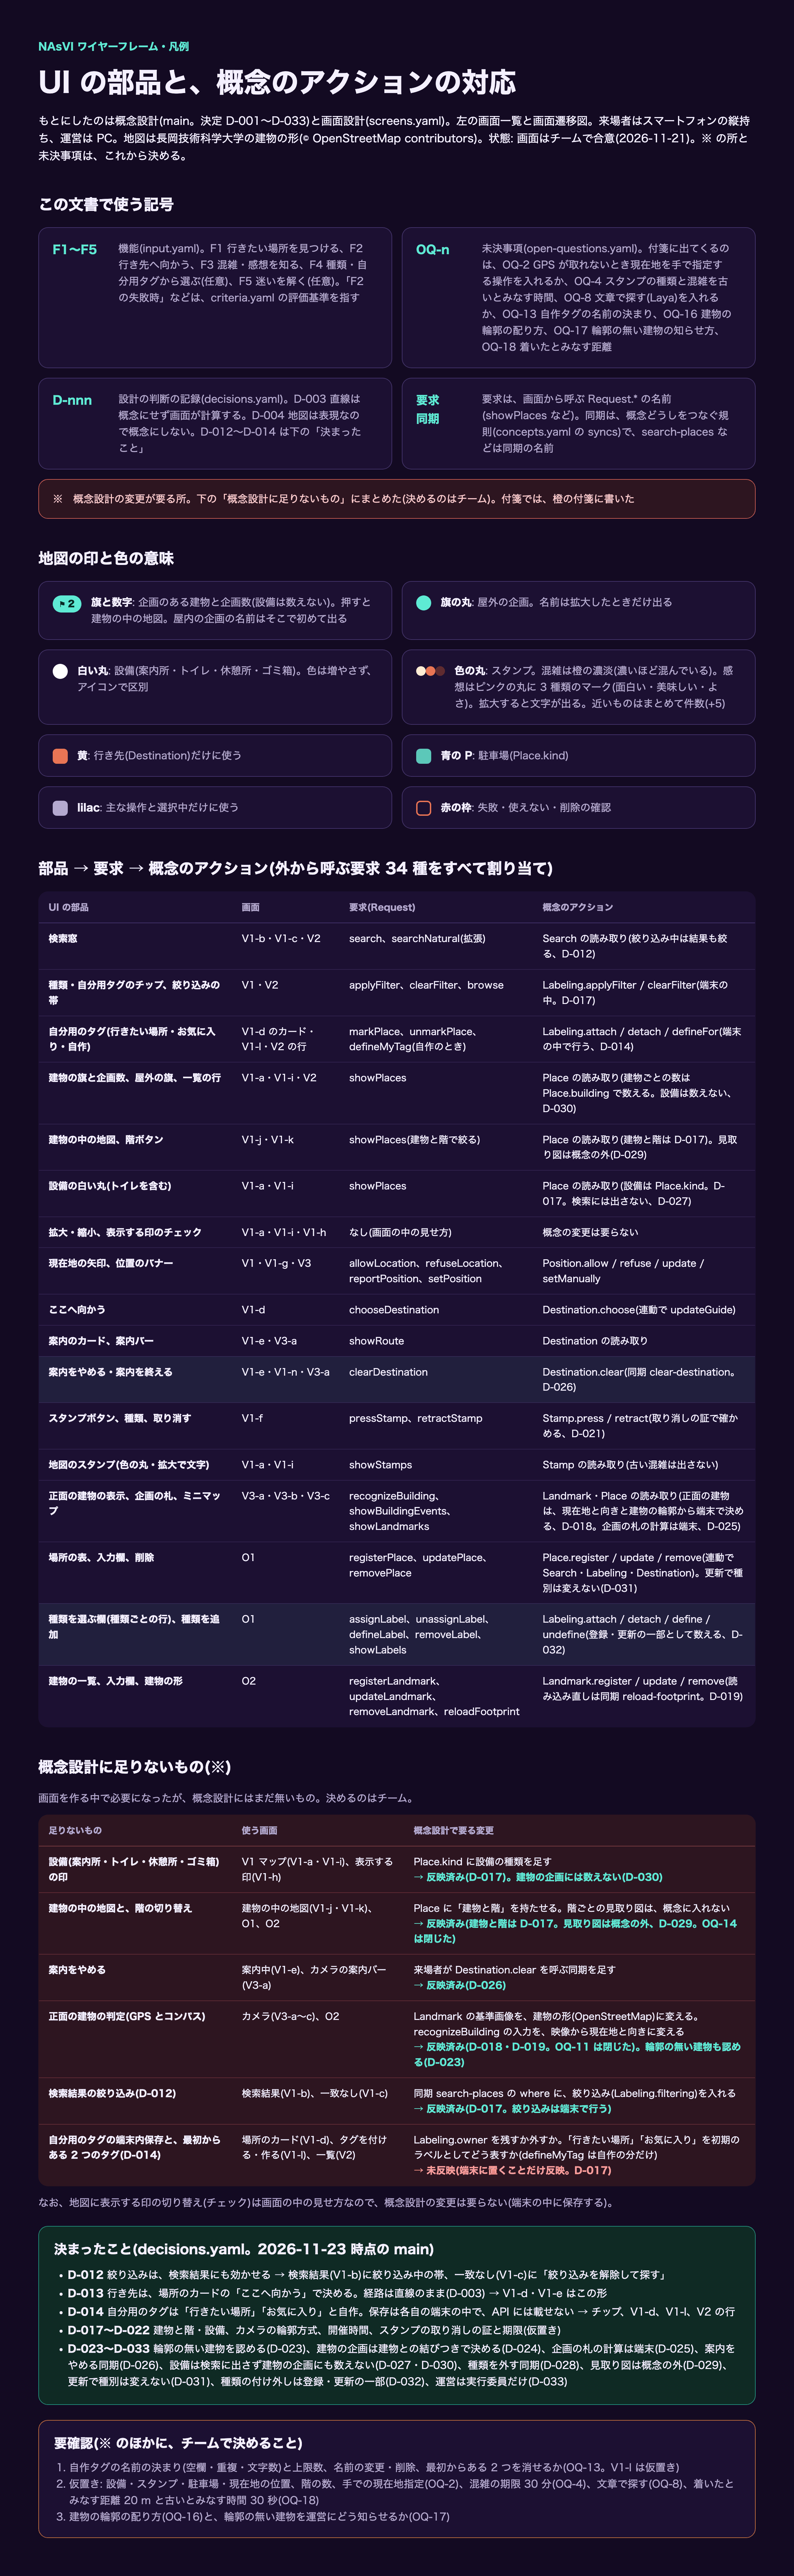 NAsVI ワイヤーフレーム・凡例
UI の部品と、概念のアクションの対応
もとにしたのは概念設計(main。決定 D-001〜D-033)と画面設計(screens.yaml)。左の画面一覧と画面遷移図。来場者はスマートフォンの縦持
ち、運営は PC。地図は長岡技術科学大学の建物の形(© OpenStreetMap contributors)。状態: 画面はチームで合意(2026-11-21)。※ の所と
未決事項は、これから決める。
この文書で使う記号
F1〜F5
機能(input.yaml)。F1 行きたい場所を見つける、F2
行き先へ向かう、F3 混雑・感想を知る、F4 種類・自
分用タグから選ぶ(任意)、F5 迷いを解く(任意)。「F2
の失敗時」などは、criteria.yaml の評価基準を指す
OQ-n
未決事項(open-questions.yaml)。付箋に出てくるの
は、OQ-2 GPS が取れないとき現在地を手で指定す
る操作を入れるか、OQ-4 スタンプの種類と混雑を古
いとみなす時間、OQ-8 文章で探す(Laya)を入れる
か、OQ-13 自作タグの名前の決まり、OQ-16 建物の
輪郭の配り方、OQ-17 輪郭の無い建物の知らせ方、
OQ-18 着いたとみなす距離
D-nnn
設計の判断の記録(decisions.yaml)。D-003 直線は
概念にせず画面が計算する。D-004 地図は表現なの
で概念にしない。D-012〜D-014 は下の「決まった
こと」
要求
同期
要求は、画面から呼ぶ Request.* の名前
(showPlaces など)。同期は、概念どうしをつなぐ規
則(concepts.yaml の syncs)で、search-places な
どは同期の名前
※ 概念設計の変更が要る所。下の「概念設計に足りないもの」にまとめた(決めるのはチーム)。付箋では、橙の付箋に書いた
地図の印と色の意味
2
旗と数字: 企画のある建物と企画数(設備は数えない)。押すと
建物の中の地図。屋内の企画の名前はそこで初めて出る
旗の丸: 屋外の企画。名前は拡大したときだけ出る
白い丸: 設備(案内所・トイレ・休憩所・ゴミ箱)。色は増やさず、
アイコンで区別
色の丸: スタンプ。混雑は橙の濃淡(濃いほど混んでいる)。感
想はピンクの丸に 3 種類のマーク(面白い・美味しい・よ
さ)。拡大すると文字が出る。近いものはまとめて件数(+5)
黄: 行き先(Destination)だけに使う
青の P: 駐車場(Place.kind)
lilac: 主な操作と選択中だけに使う
赤の枠: 失敗・使えない・削除の確認
部品 → 要求 → 概念のアクション(外から呼ぶ要求 34 種をすべて割り当て)
UI の部品 画面 要求(Request) 概念のアクション
検索窓 V1-b・V1-c・V2 search、searchNatural(拡張) Search の読み取り(絞り込み中は結果も絞
る、D-012)
種類・自分用タグのチップ、絞り込みの
帯 V1・V2 applyFilter、clearFilter、browse Labeling.applyFilter / clearFilter(端末の
中。D-017)
自分用のタグ(行きたい場所・お気に入
り・自作) V1-d のカード・
V1-l・V2 の行 markPlace、unmarkPlace、
defineMyTag(自作のとき) Labeling.attach / detach / defineFor(端末
の中で行う、D-014)
建物の旗と企画数、屋外の旗、一覧の行 V1-a・V1-i・V2 showPlaces Place の読み取り(建物ごとの数は
Place.building で数える。設備は数えない、
D-030)
建物の中の地図、階ボタン V1-j・V1-k showPlaces(建物と階で絞る) Place の読み取り(建物と階は D-017)。見取
り図は概念の外(D-029)
設備の白い丸(トイレを含む) V1-a・V1-i showPlaces Place の読み取り(設備は Place.kind。D-
017。検索には出さない、D-027)
拡大・縮小、表示する印のチェック V1-a・V1-i・V1-h なし(画面の中の見せ方) 概念の変更は要らない
現在地の矢印、位置のバナー V1・V1-g・V3 allowLocation、refuseLocation、
reportPosition、setPosition Position.allow / refuse / update /
setManually
ここへ向かう V1-d chooseDestination Destination.choose(連動で updateGuide)
案内のカード、案内バー V1-e・V3-a showRoute Destination の読み取り
案内をやめる・案内を終える V1-e・V1-n・V3-a clearDestination Destination.clear(同期 clear-destination。
D-026)
スタンプボタン、種類、取り消す V1-f pressStamp、retractStamp Stamp.press / retract(取り消しの証で確か
める、D-021)
地図のスタンプ(色の丸・拡大で文字) V1-a・V1-i showStamps Stamp の読み取り(古い混雑は出さない)
正面の建物の表示、企画の札、ミニマッ
プ V3-a・V3-b・V3-c recognizeBuilding、
showBuildingEvents、
showLandmarks Landmark・Place の読み取り(正面の建物
は、現在地と向きと建物の輪郭から端末で決め
る、D-018。企画の札の計算は端末、D-025)
場所の表、入力欄、削除 O1 registerPlace、updatePlace、
removePlace Place.register / update / remove(連動で
Search・Labeling・Destination)。更新で種
別は変えない(D-031)
種類を選ぶ欄(種類ごとの行)、種類を追
加 O1 assignLabel、unassignLabel、
defineLabel、removeLabel、
showLabels Labeling.attach / detach / define /
undefine(登録・更新の一部として数える、D-
032)
建物の一覧、入力欄、建物の形 O2 registerLandmark、
updateLandmark、
removeLandmark、reloadFootprint Landmark.register / update / remove(読
み込み直しは同期 reload-footprint。D-019)
概念設計に足りないもの(※)
画面を作る中で必要になったが、概念設計にはまだ無いもの。決めるのはチーム。
足りないもの 使う画面 概念設計で要る変更
設備(案内所・トイレ・休憩所・ゴミ箱)
の印 V1 マップ(V1-a・V1-i)、表示する
印(V1-h) Place.kind に設備の種類を足す
→ 反映済み(D-017)。建物の企画には数えない(D-030)
建物の中の地図と、階の切り替え 建物の中の地図(V1-j・V1-k)、
O1、O2 Place に「建物と階」を持たせる。階ごとの見取り図は、概念に入れない
→ 反映済み(建物と階は D-017。見取り図は概念の外、D-029。OQ-14
は閉じた)
案内をやめる 案内中(V1-e)、カメラの案内バー
(V3-a) 来場者が Destination.clear を呼ぶ同期を足す
→ 反映済み(D-026)
正面の建物の判定(GPS とコンパス) カメラ(V3-a〜c)、O2 Landmark の基準画像を、建物の形(OpenStreetMap)に変える。
recognizeBuilding の入力を、映像から現在地と向きに変える
→ 反映済み(D-018・D-019。OQ-11 は閉じた)。輪郭の無い建物も認め
る(D-023)
検索結果の絞り込み(D-012) 検索結果(V1-b)、一致なし(V1-c) 同期 search-places の where に、絞り込み(Labeling.filtering)を入れる
→ 反映済み(D-017。絞り込みは端末で行う)
自分用のタグの端末内保存と、最初から
ある 2 つのタグ(D-014) 場所のカード(V1-d)、タグを付け
る・作る(V1-l)、一覧(V2) Labeling.owner を残すか外すか。「行きたい場所」「お気に入り」を初期の
ラベルとしてどう表すか(defineMyTag は自作の分だけ)
→ 未反映(端末に置くことだけ反映。D-017)
なお、地図に表示する印の切り替え(チェック)は画面の中の見せ方なので、概念設計の変更は要らない(端末の中に保存する)。
決まったこと(decisions.yaml。2026-11-23 時点の main)
• D-012 絞り込みは、検索結果にも効かせる → 検索結果(V1-b)に絞り込み中の帯、一致なし(V1-c)に「絞り込みを解除して探す」
• D-013 行き先は、場所のカードの「ここへ向かう」で決める。経路は直線のまま(D-003) → V1-d・V1-e はこの形
• D-014 自分用のタグは「行きたい場所」「お気に入り」と自作。保存は各自の端末の中で、API には載せない → チップ、V1-d、V1-l、V2 の行
• D-017〜D-022 建物と階・設備、カメラの輪郭方式、開催時間、スタンプの取り消しの証と期限(仮置き)
• D-023〜D-033 輪郭の無い建物を認める(D-023)、建物の企画は建物との結びつきで決める(D-024)、企画の札の計算は端末(D-025)、案内を
やめる同期(D-026)、設備は検索に出さず建物の企画にも数えない(D-027・D-030)、種類を外す同期(D-028)、見取り図は概念の外(D-029)、
更新で種別は変えない(D-031)、種類の付け外しは登録・更新の一部(D-032)、運営は実行委員だけ(D-033)
要確認(※ のほかに、チームで決めること)
1. 自作タグの名前の決まり(空欄・重複・文字数)と上限数、名前の変更・削除、最初からある 2 つを消せるか(OQ-13。V1-l は仮置き)
2. 仮置き: 設備・スタンプ・駐車場・現在地の位置、階の数、手での現在地指定(OQ-2)、混雑の期限 30 分(OQ-4)、文章で探す(OQ-8)、着いたと
みなす距離 20 m と古いとみなす時間 30 秒(OQ-18)
3. 建物の輪郭の配り方(OQ-16)と、輪郭の無い建物を運営にどう知らせるか(OQ-17)